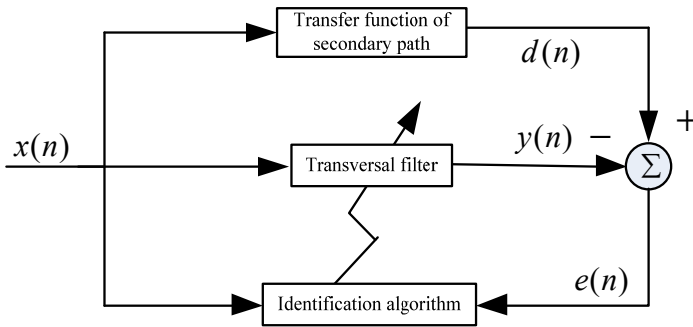 Transfer function of
secondary path
d(n)
+
x(n)
Transversal filter
y(n) −
Σ
e(n)
Identification algorithm